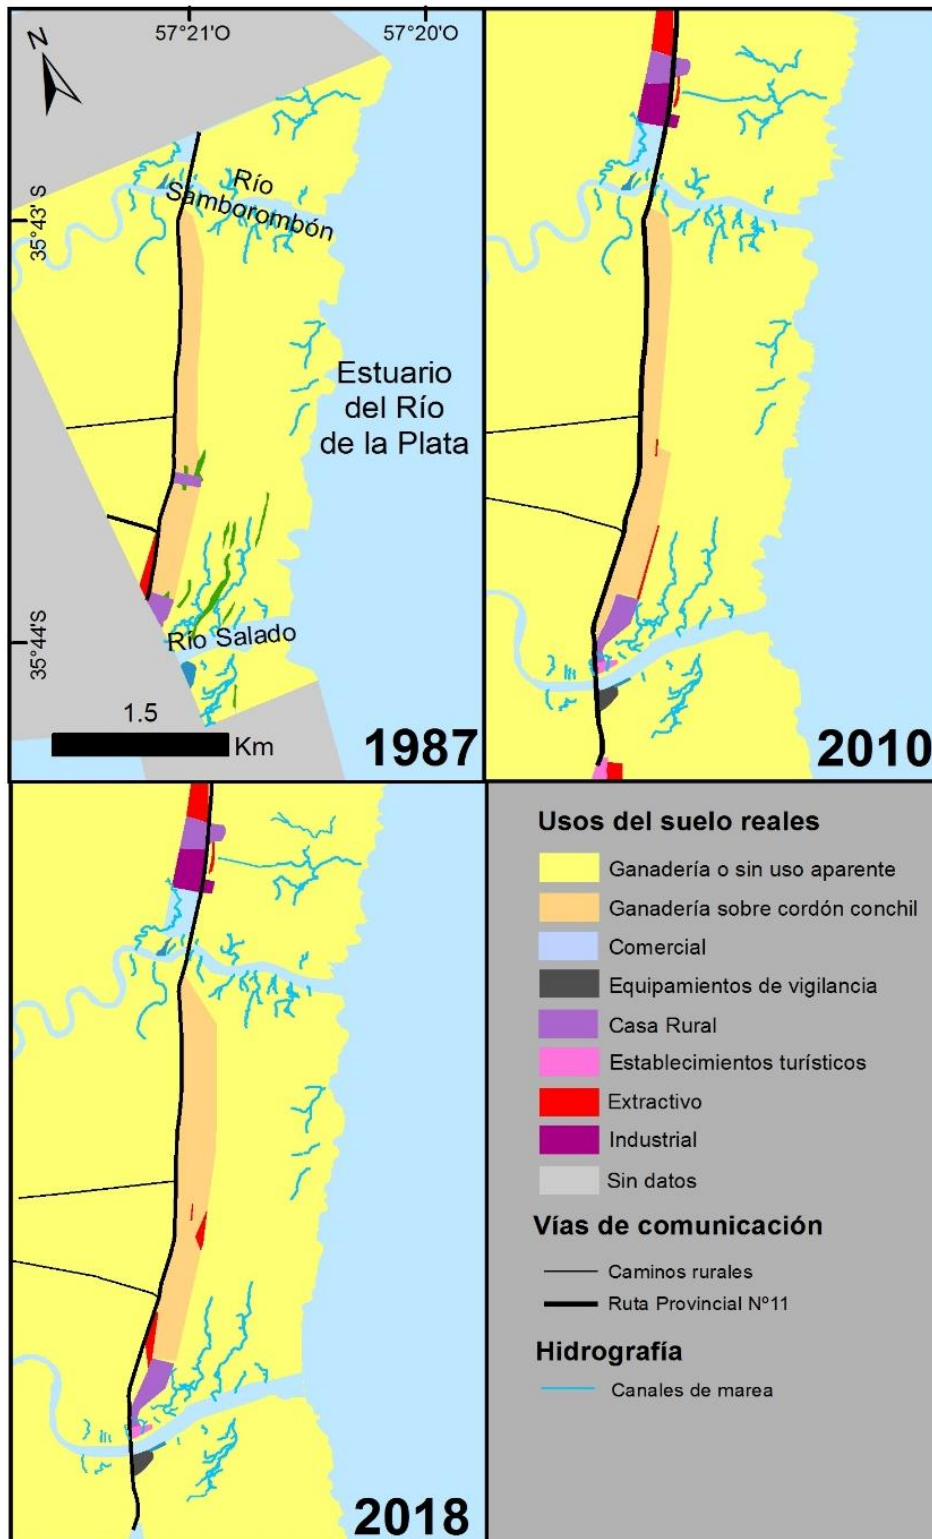 57°21'O
57°20'O
N
35°43' S
Río
Samborombón
Estuario
del Río
de la Plata
35°44'S
Río Salado
1.5
Km
1987
2010
2018
Usos del suelo reales
Ganadería o sin uso aparente
Ganadería sobre cordón conchil
Comercial
Equipamientos de vigilancia
Casa Rural
Establecimientos turísticos
Extractivo
Industrial
Sin datos
Vías de comunicación
Caminos rurales
Ruta Provincial Nº11
Hidrografía
Canales de marea